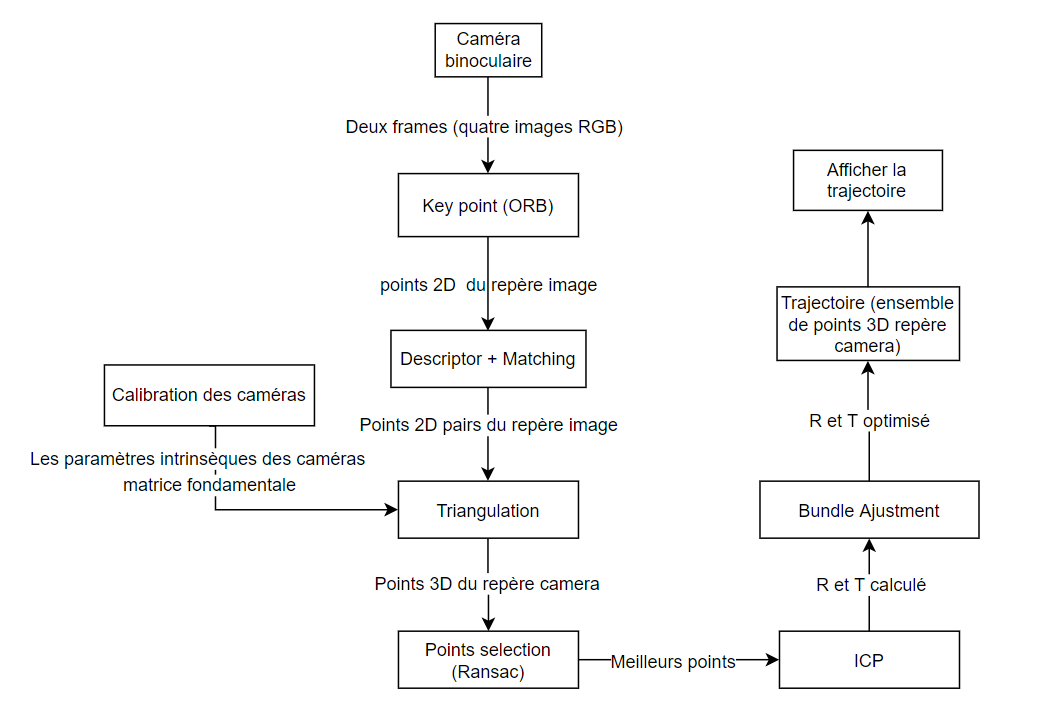 Caméra
binoculaire
Deux frames (quatre images RGB)
Key point (ORB)
points 2D du repère image
Descriptor + Matching
Calibration des caméras
Points 2D pairs du repère image
Les paramètres intrinsèques des caméras
matrice fondamentale
Triangulation
Points 3D du repère camera
Points selection
(Ransac)
Meilleurs points
ICP
R et T calculé
Bundle Ajustment
R et T optimisé
Trajectoire (ensemble
de points 3D repère
camera)
Afficher la
trajectoire